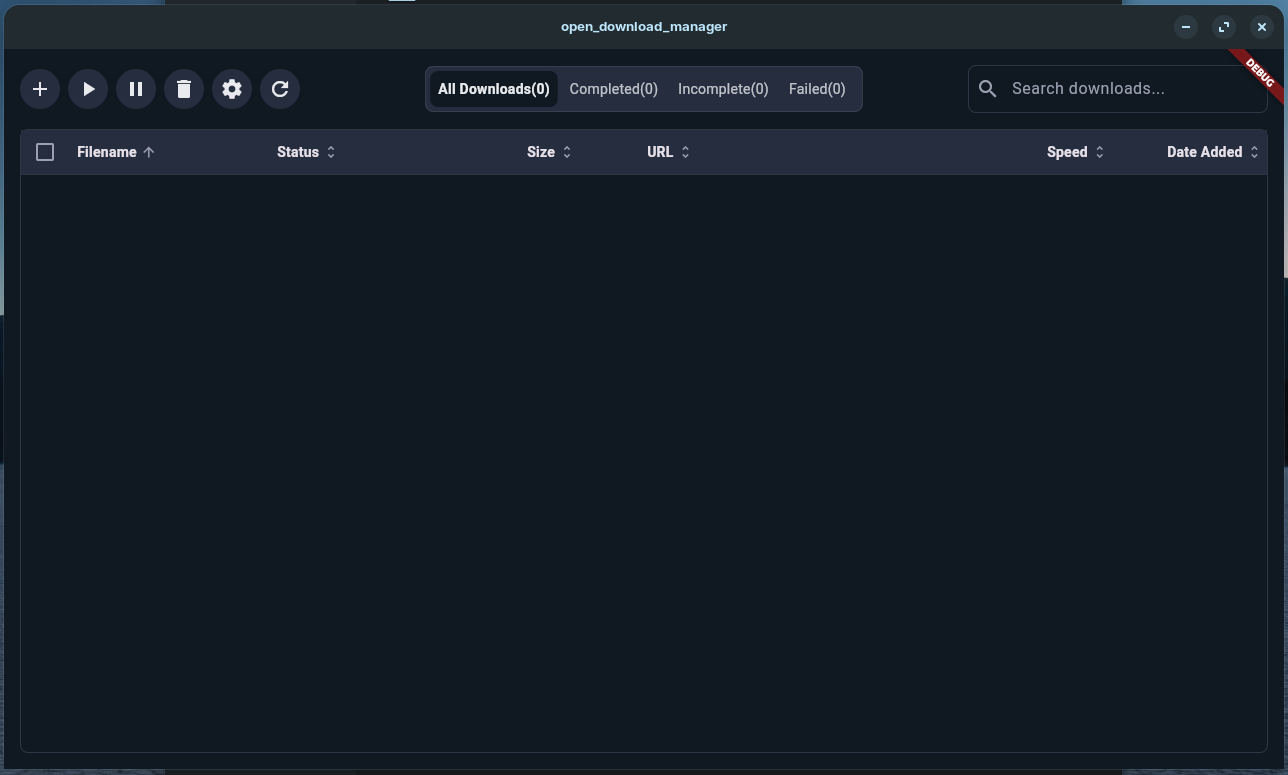 open_download_manager
DEBUG
All Downloads(0) Completed(0) Incomplete(0) Failed(0) Search downloads...
Filename Status Size URL Speed Date Added